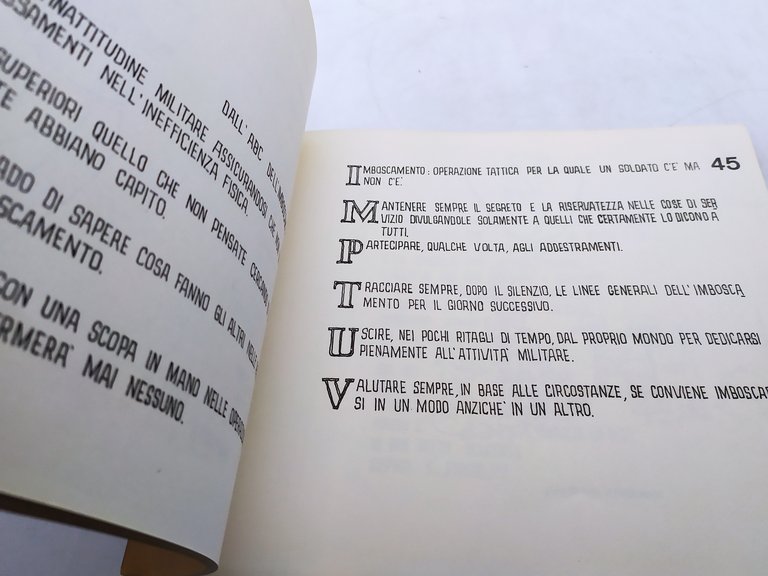 DALL'ABC DELL'
INATTITUDINE MILITARE ASSICURANDOSI CHE
NELL'INEFFICIENZA FISICA.
SUPERIORI QUELLO CHE NON PENSATE CERCANDO
ABBIANO CAPITO.
DI SAPERE COSA FANNO GLI ALTRI
CON UNA SCOPA IN MANO NELLE
MAI NESSUNO.
45
IMBOSCAMENTO: OPERAZIONE TATTICA PER LA QUALE UN SOLDATO C'E' MA
NON C'E'.
MANTENERE SEMPRE IL SEGRETO E LA RISERVATEZZA NELLE COSE DI SER
VIZIO DIVULGANDOLE SOLAMENTE A QUELLI CHE CERTAMENTE LO DICONO A
TUTTI.
PARTECIPARE, QUALCHE VOLTA, AGLI ADDESTRAMENTI.
TRACCIARE SEMPRE, DOPO IL SILENZIO, LE LINEE GENERALI DELL'IMBOSCA
MENTO PER IL GIORNO SUCCESSIVO.
USCIRE, NEI POCHI RITAGLI DI TEMPO, DAL PROPRIO MONDO PER DEDICARSI
PIENAMENTE ALL'ATTIVITA' MILITARE.
VALUTARE SEMPRE, IN BASE ALLE CIRCOSTANZE, SE CONVIENE IMBOSCAR
SI IN UN MODO ANZICHE' IN UN ALTRO.